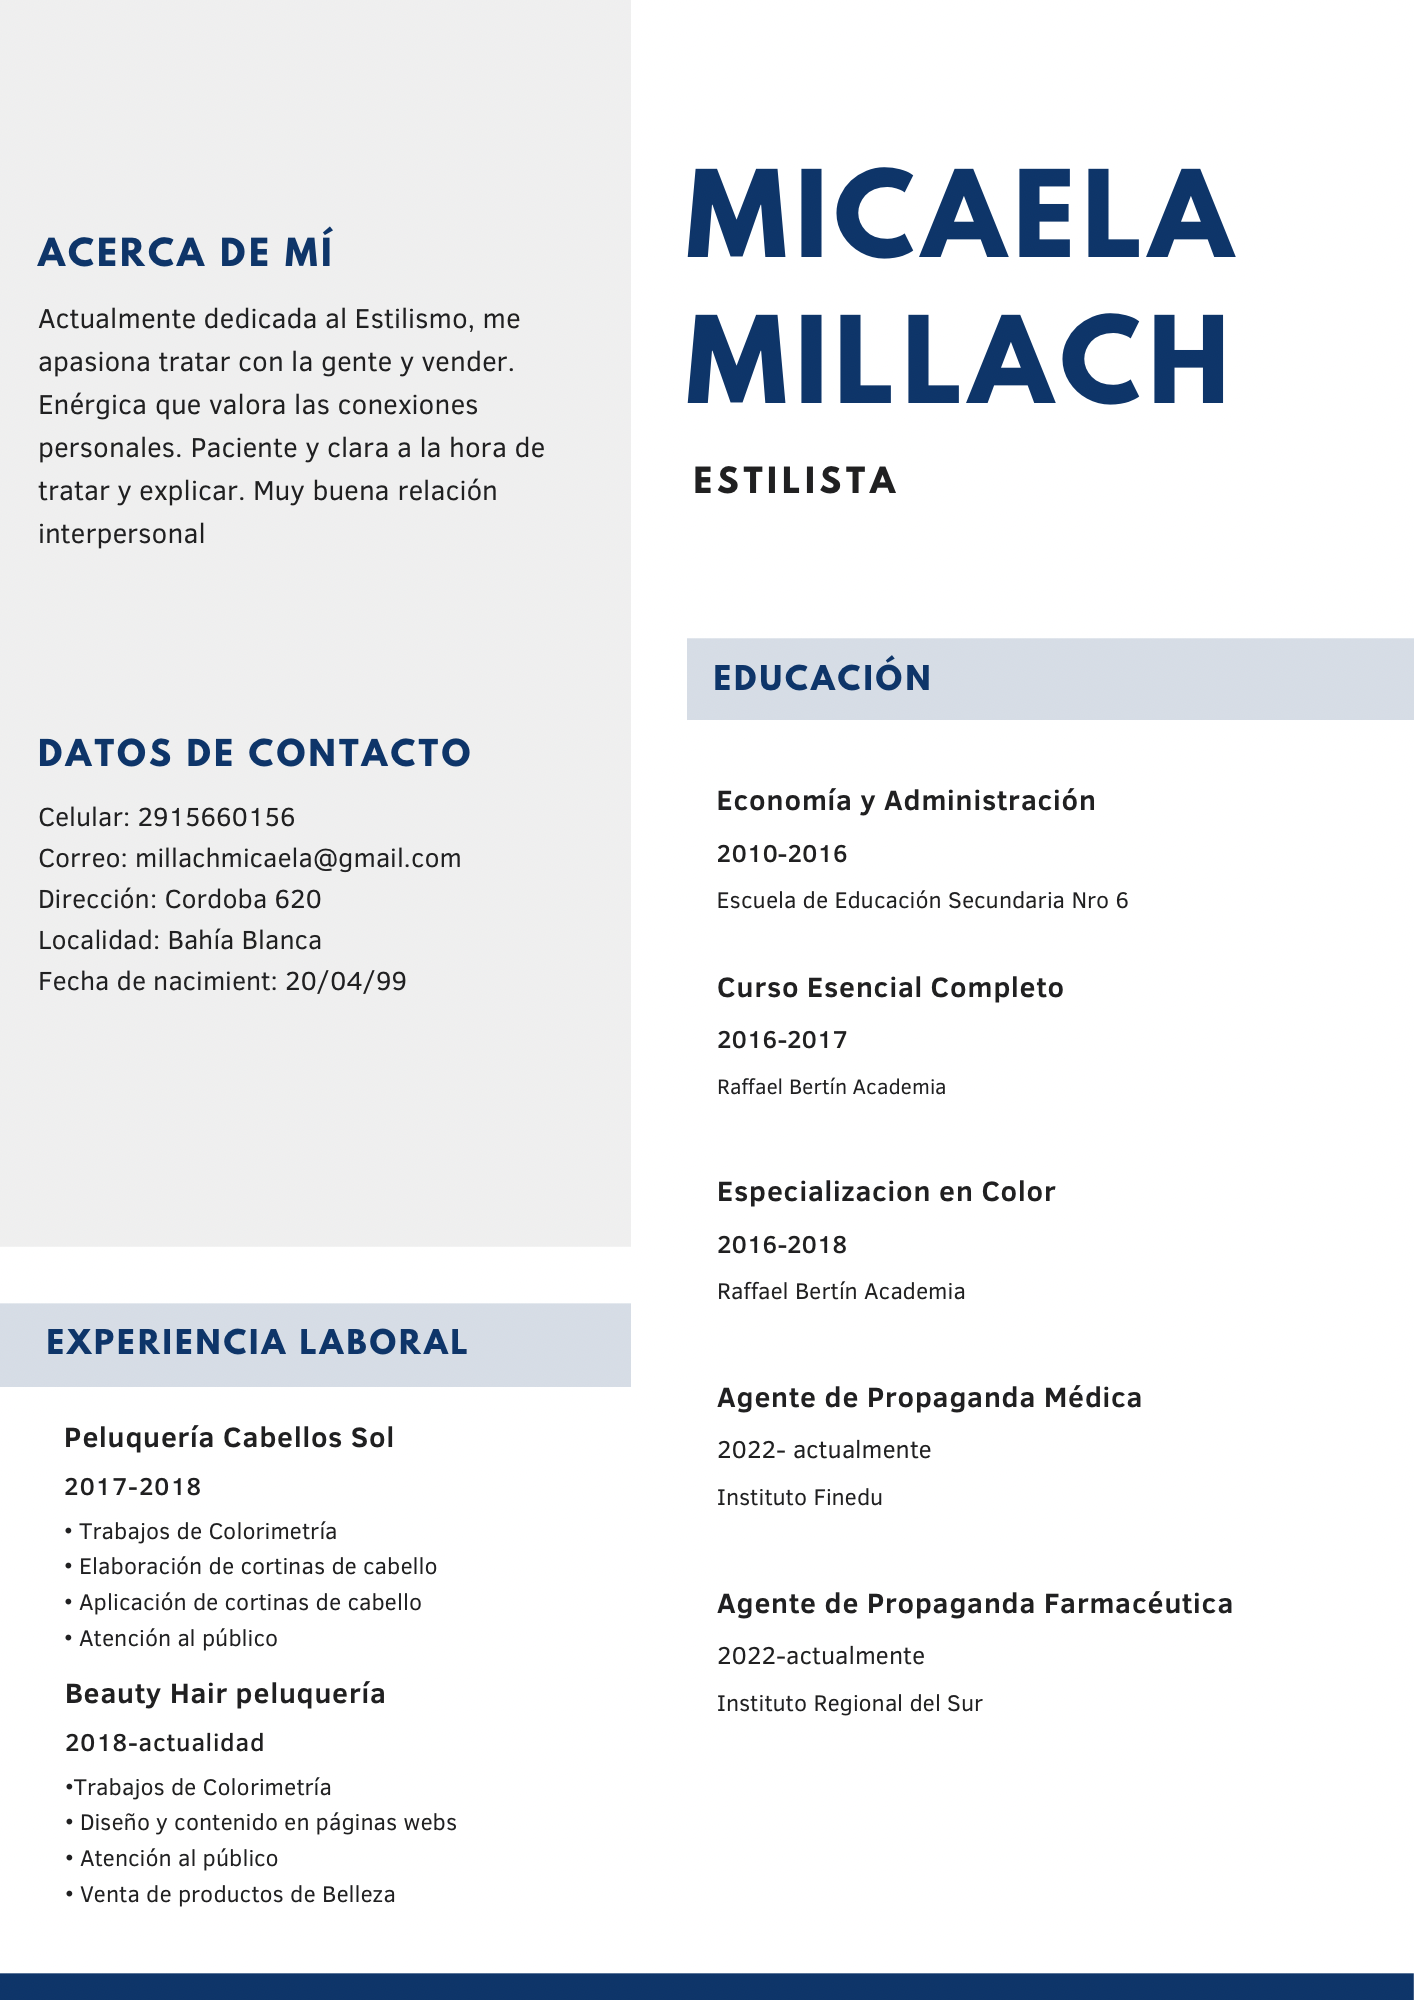 MICAELA
MILLACH
ESTILISTA
ACERCA DE MÍ
Actualmente dedicada al Estilismo, me
apasiona tratar con la gente y vender.
Enérgica que valora las conexiones
personales. Paciente y clara a la hora de
tratar y explicar. Muy buena relación
interpersonal
DATOS DE CONTACTO
Celular: 2915660156
Correo: millachmicaela@gmail.com
Dirección: Cordoba 620
Localidad: Bahía Blanca
Fecha de nacimient: 20/04/99
EXPERIENCIA LABORAL
Peluquería Cabellos Sol
2017-2018
• Trabajos de Colorimetría
• Elaboración de cortinas de cabello
• Aplicación de cortinas de cabello
• Atención al público
Beauty Hair peluquería
2018-actualidad
•Trabajos de Colorimetría
• Diseño y contenido en páginas webs
• Atención al público
• Venta de productos de Belleza
EDUCACIÓN
Economía y Administración
2010-2016
Escuela de Educación Secundaria Nro 6
Curso Esencial Completo
2016-2017
Raffael Bertín Academia
Especializacion en Color
2016-2018
Raffael Bertín Academia
Agente de Propaganda Médica
2022- actualmente
Instituto Finedu
Agente de Propaganda Farmacéutica
2022-actualmente
Instituto Regional del Sur